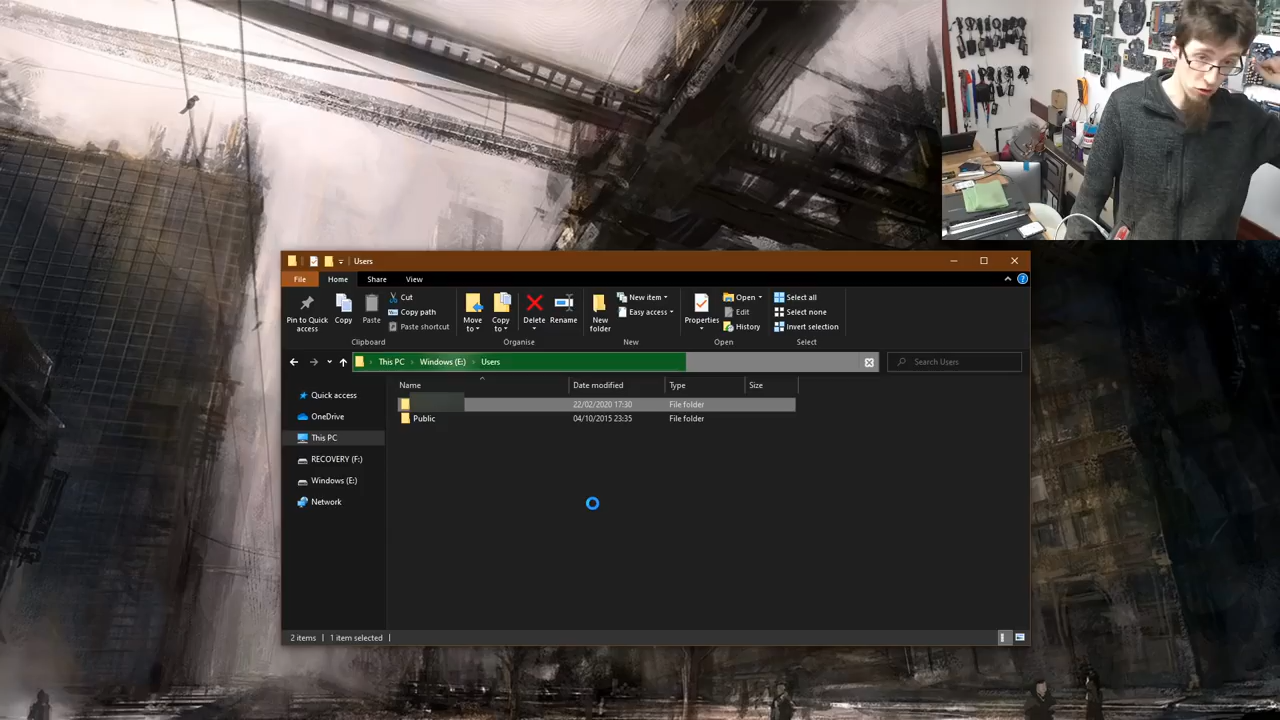 Users
File
Home
Share
View
Pin to Quick access
Copy
Paste
Cut
Copy path
Paste shortcut
Clipboard
Move to
Copy to
Delete
Rename
Organise
New folder
New item
Easy access
New
Properties
Open
Edit
History
Open
Select all
Select none
Invert selection
Select
This PC > Windows (E:) > Users
Search Users
Name
Date modified
Type
Size
22/02/2020 17:30 File folder
Public 04/10/2015 23:35 File folder
Quick access
OneDrive
This PC
RECOVERY (F:)
Windows (E:)
Network
2 items
1 item selected